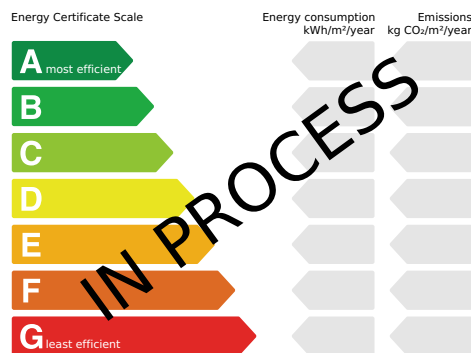 Energy Certificate Scale
Energy consumption
kWh/m²/year
Emissions
kg CO₂/m²/year
A most efficient
B
C
D
E
F
G least efficient
IN PROCESS